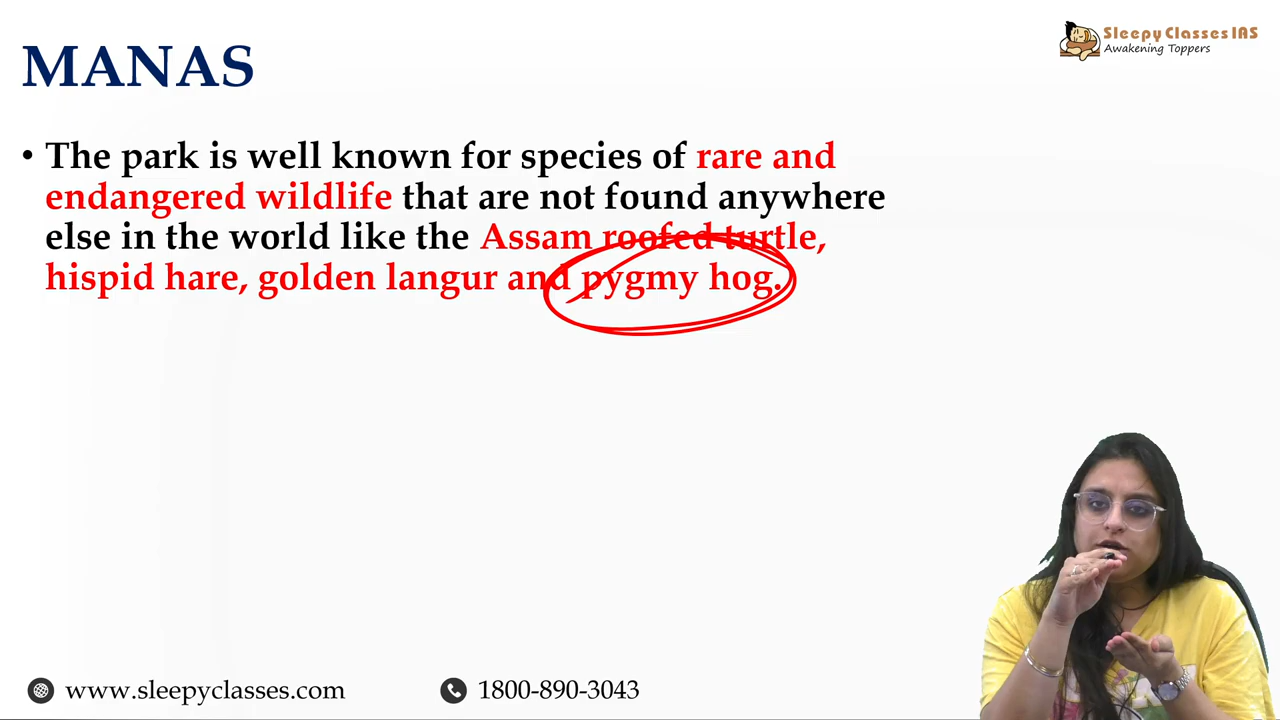 MANAS
Sleepy Classes IAS
Awakening Toppers
• The park is well known for species of rare and
endangered wildlife that are not found anywhere
else in the world like the Assam roofed turtle,
hispid hare, golden langur and pygmy hog.
www.sleepyclasses.com
1800-890-3043